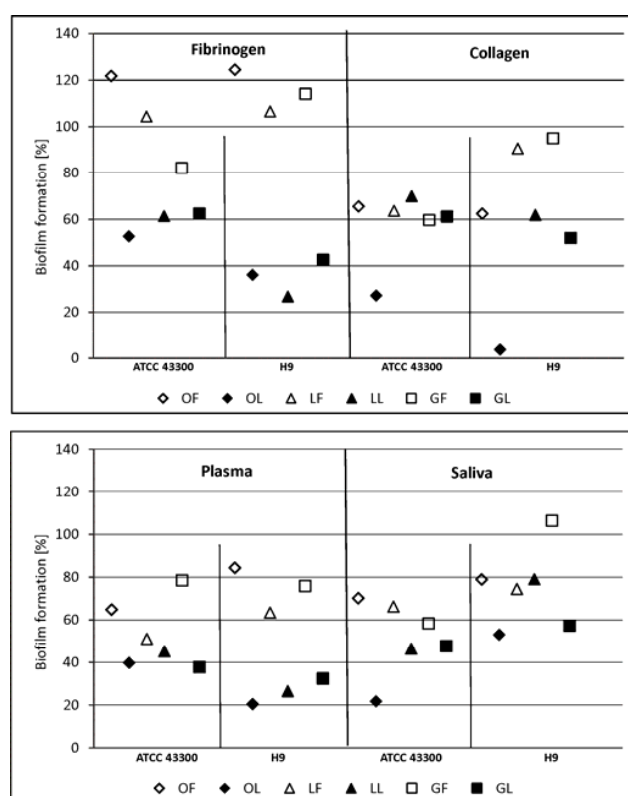 140
120
100
80
60
40
20
0
Biofilm formation [%]
Fibrinogen Collagen
ATCC 43300 H9 ATCC 43300 H9
OF OL LF LL GF GL
140
120
100
80
60
40
20
0
Biofilm formation [%]
Plasma Saliva
ATCC 43300 H9 ATCC 43300 H9
OF OL LF LL GF GL